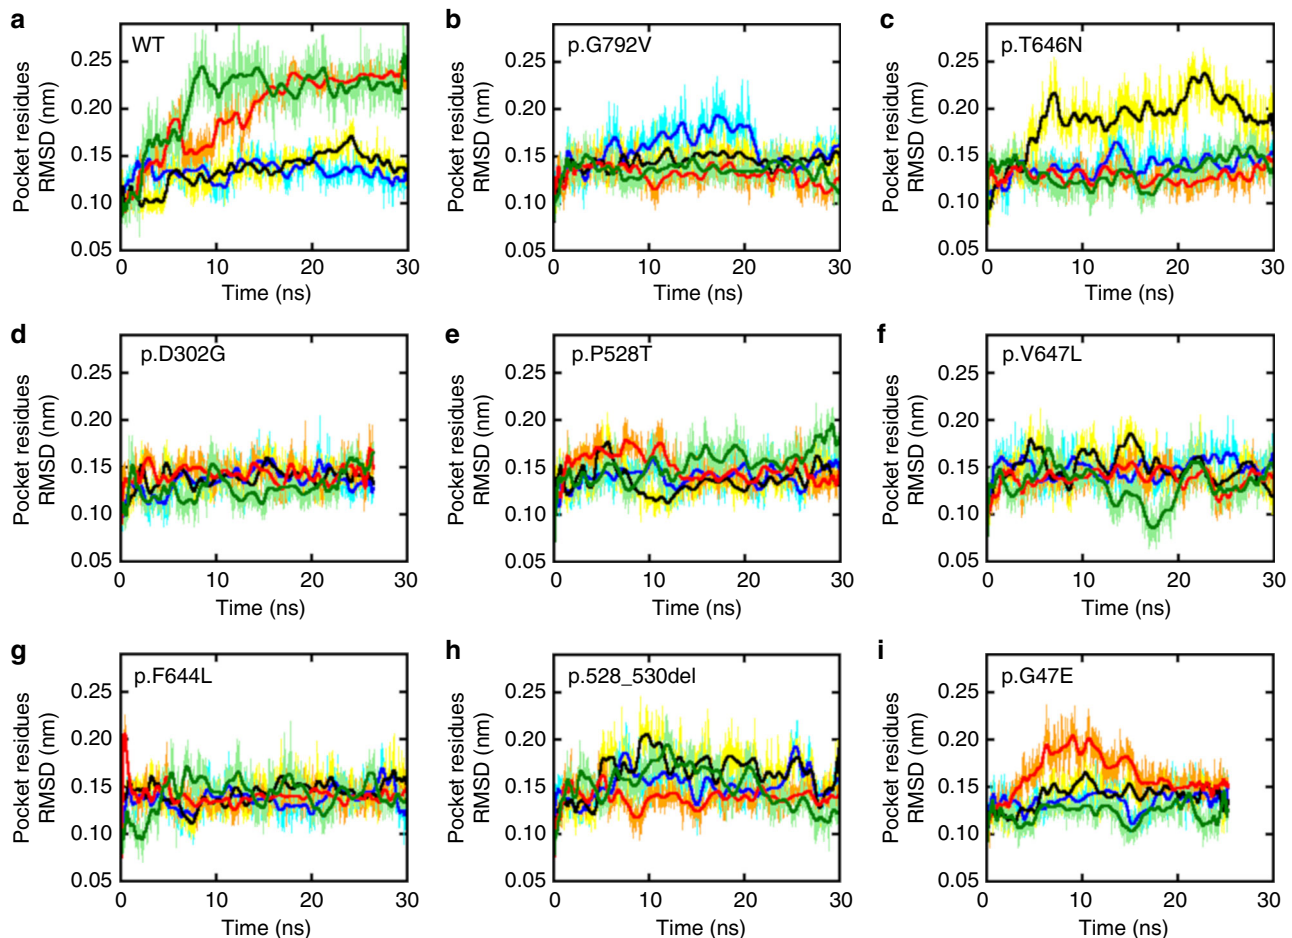 a
WT
Pocket residues
RMSD (nm)
0.25
0.20
0.15
0.10
0.05
0 10 20 30
Time (ns)
b
p.G792V
Pocket residues
RMSD (nm)
0.25
0.20
0.15
0.10
0.05
0 10 20 30
Time (ns)
c
p.T646N
Pocket residues
RMSD (nm)
0.25
0.20
0.15
0.10
0.05
0 10 20 30
Time (ns)
d
p.D302G
Pocket residues
RMSD (nm)
0.25
0.20
0.15
0.10
0.05
0 10 20 30
Time (ns)
e
p.P528T
Pocket residues
RMSD (nm)
0.25
0.20
0.15
0.10
0.05
0 10 20 30
Time (ns)
f
p.V647L
Pocket residues
RMSD (nm)
0.25
0.20
0.15
0.10
0.05
0 10 20 30
Time (ns)
g
p.F644L
Pocket residues
RMSD (nm)
0.25
0.20
0.15
0.10
0.05
0 10 20 30
Time (ns)
h
p.528_530del
Pocket residues
RMSD (nm)
0.25
0.20
0.15
0.10
0.05
0 10 20 30
Time (ns)
i
p.G47E
Pocket residues
RMSD (nm)
0.25
0.20
0.15
0.10
0.05
0 10 20 30
Time (ns)